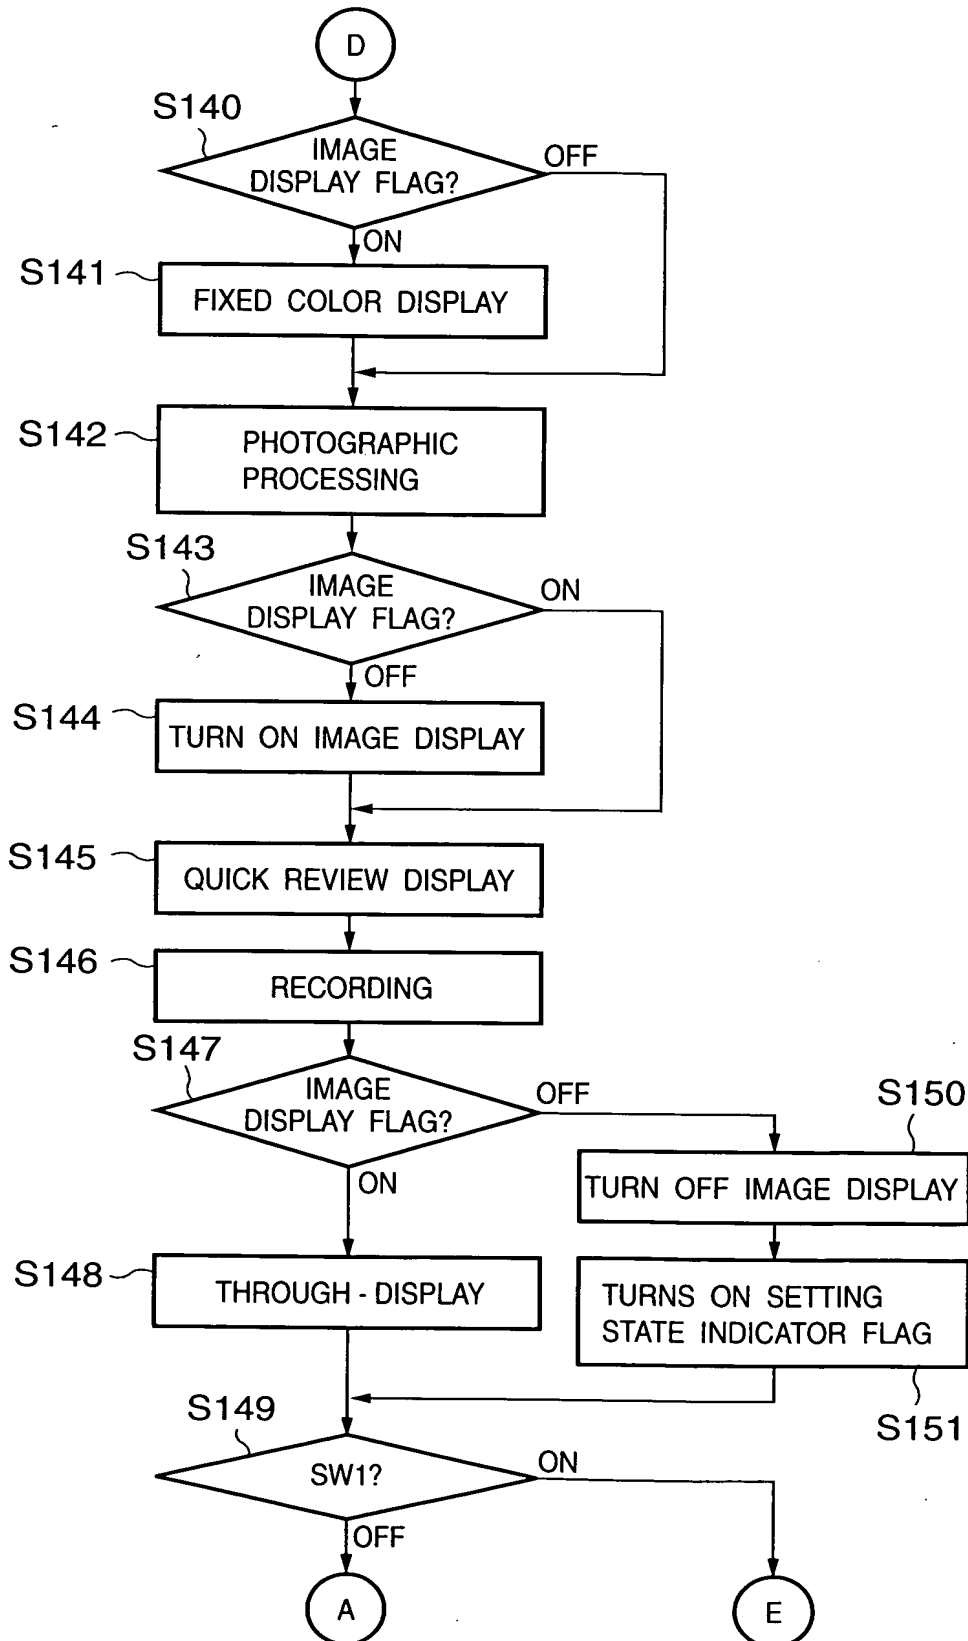 D
S140
IMAGE
DISPLAY FLAG?
OFF
ON
S141
FIXED COLOR DISPLAY
S142
PHOTOGRAPHIC
PROCESSING
S143
IMAGE
DISPLAY FLAG?
ON
OFF
S144
TURN ON IMAGE DISPLAY
S145
QUICK REVIEW DISPLAY
S146
RECORDING
S147
IMAGE
DISPLAY FLAG?
OFF
ON
S150
TURN OFF IMAGE DISPLAY
S148
THROUGH - DISPLAY
TURNS ON SETTING
STATE INDICATOR FLAG
S151
S149
SW1?
ON
OFF
A
E